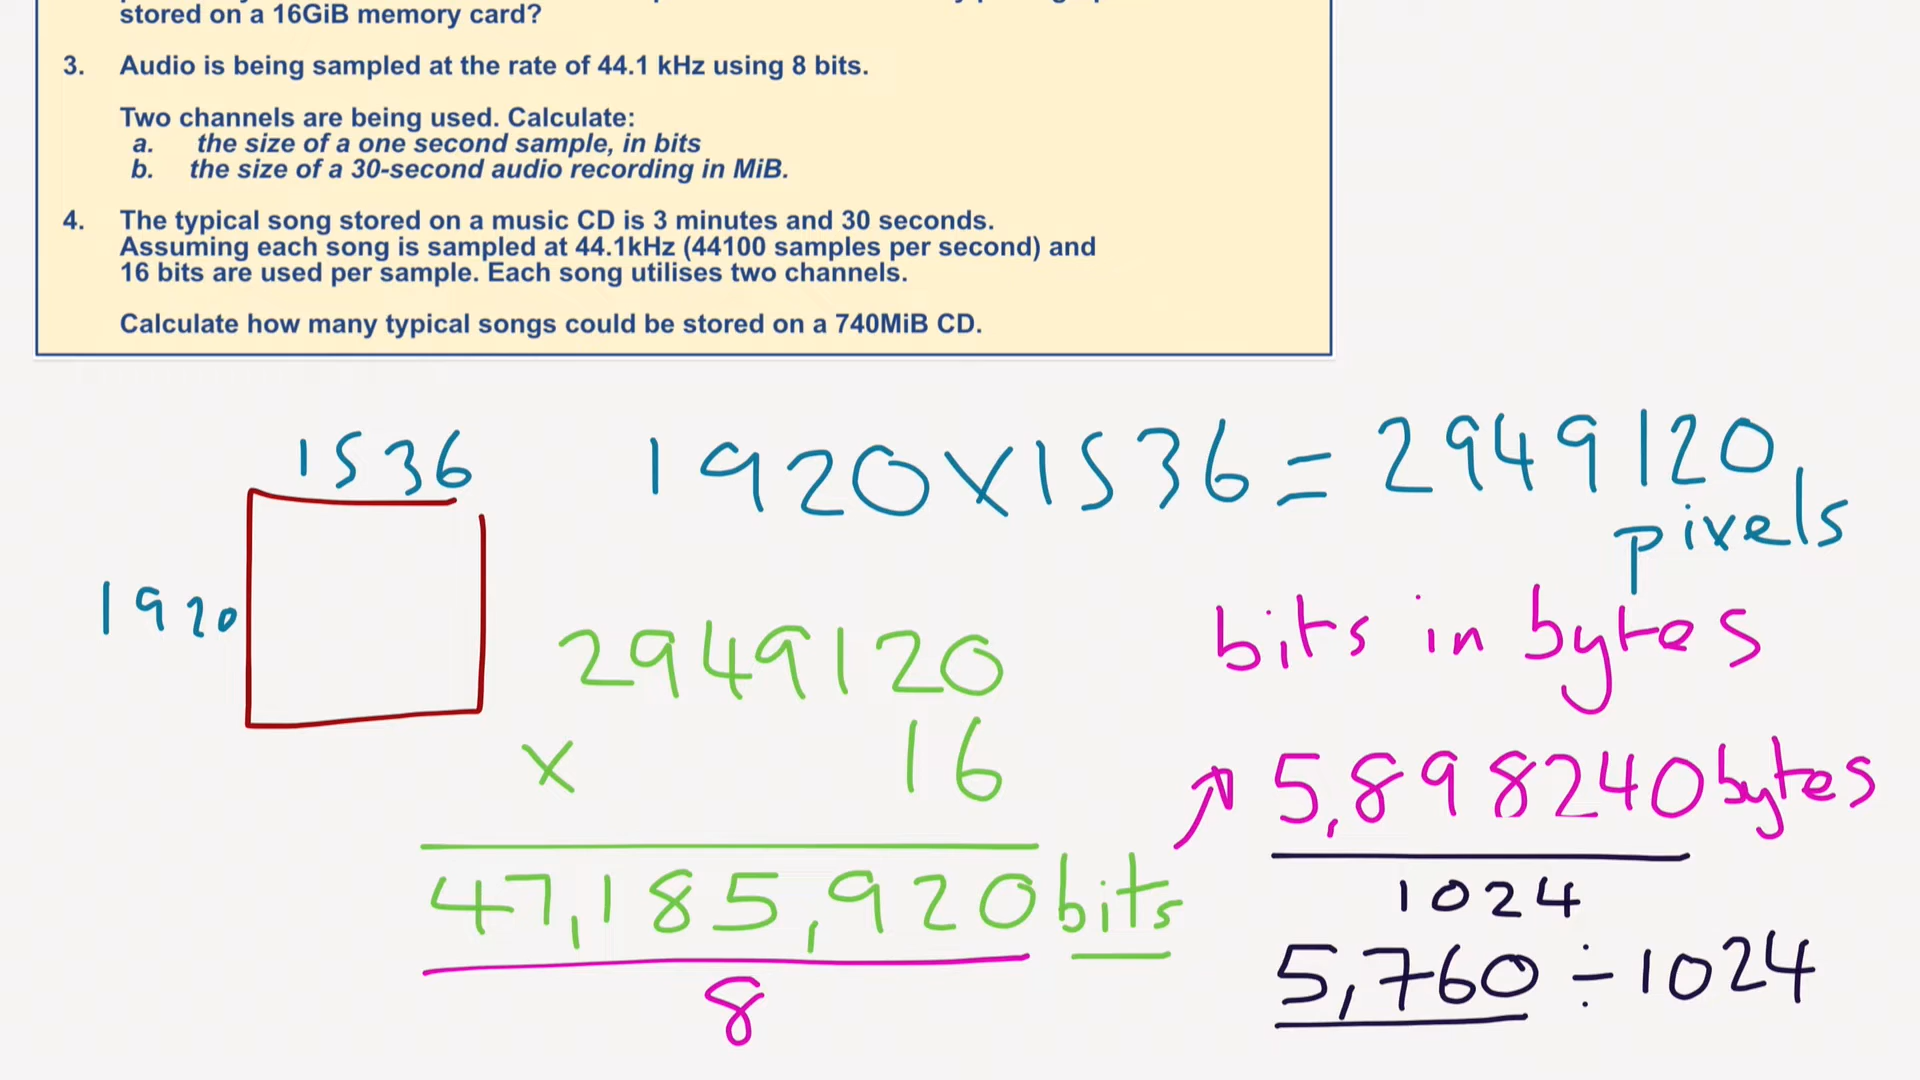 stored on a 16GiB memory card?
3. Audio is being sampled at the rate of 44.1 kHz using 8 bits.
Two channels are being used. Calculate:
a. the size of a one second sample, in bits
b. the size of a 30-second audio recording in MiB.
4. The typical song stored on a music CD is 3 minutes and 30 seconds.
Assuming each song is sampled at 44.1kHz (44100 samples per second) and
16 bits are used per sample. Each song utilises two channels.
Calculate how many typical songs could be stored on a 740MiB CD.
1536
1920
1920x1536=2949120
pixels
2949120
x 16
47,185,920 bits
8
bits in bytes
5,898240 bytes
1024
5,760 ÷ 1024